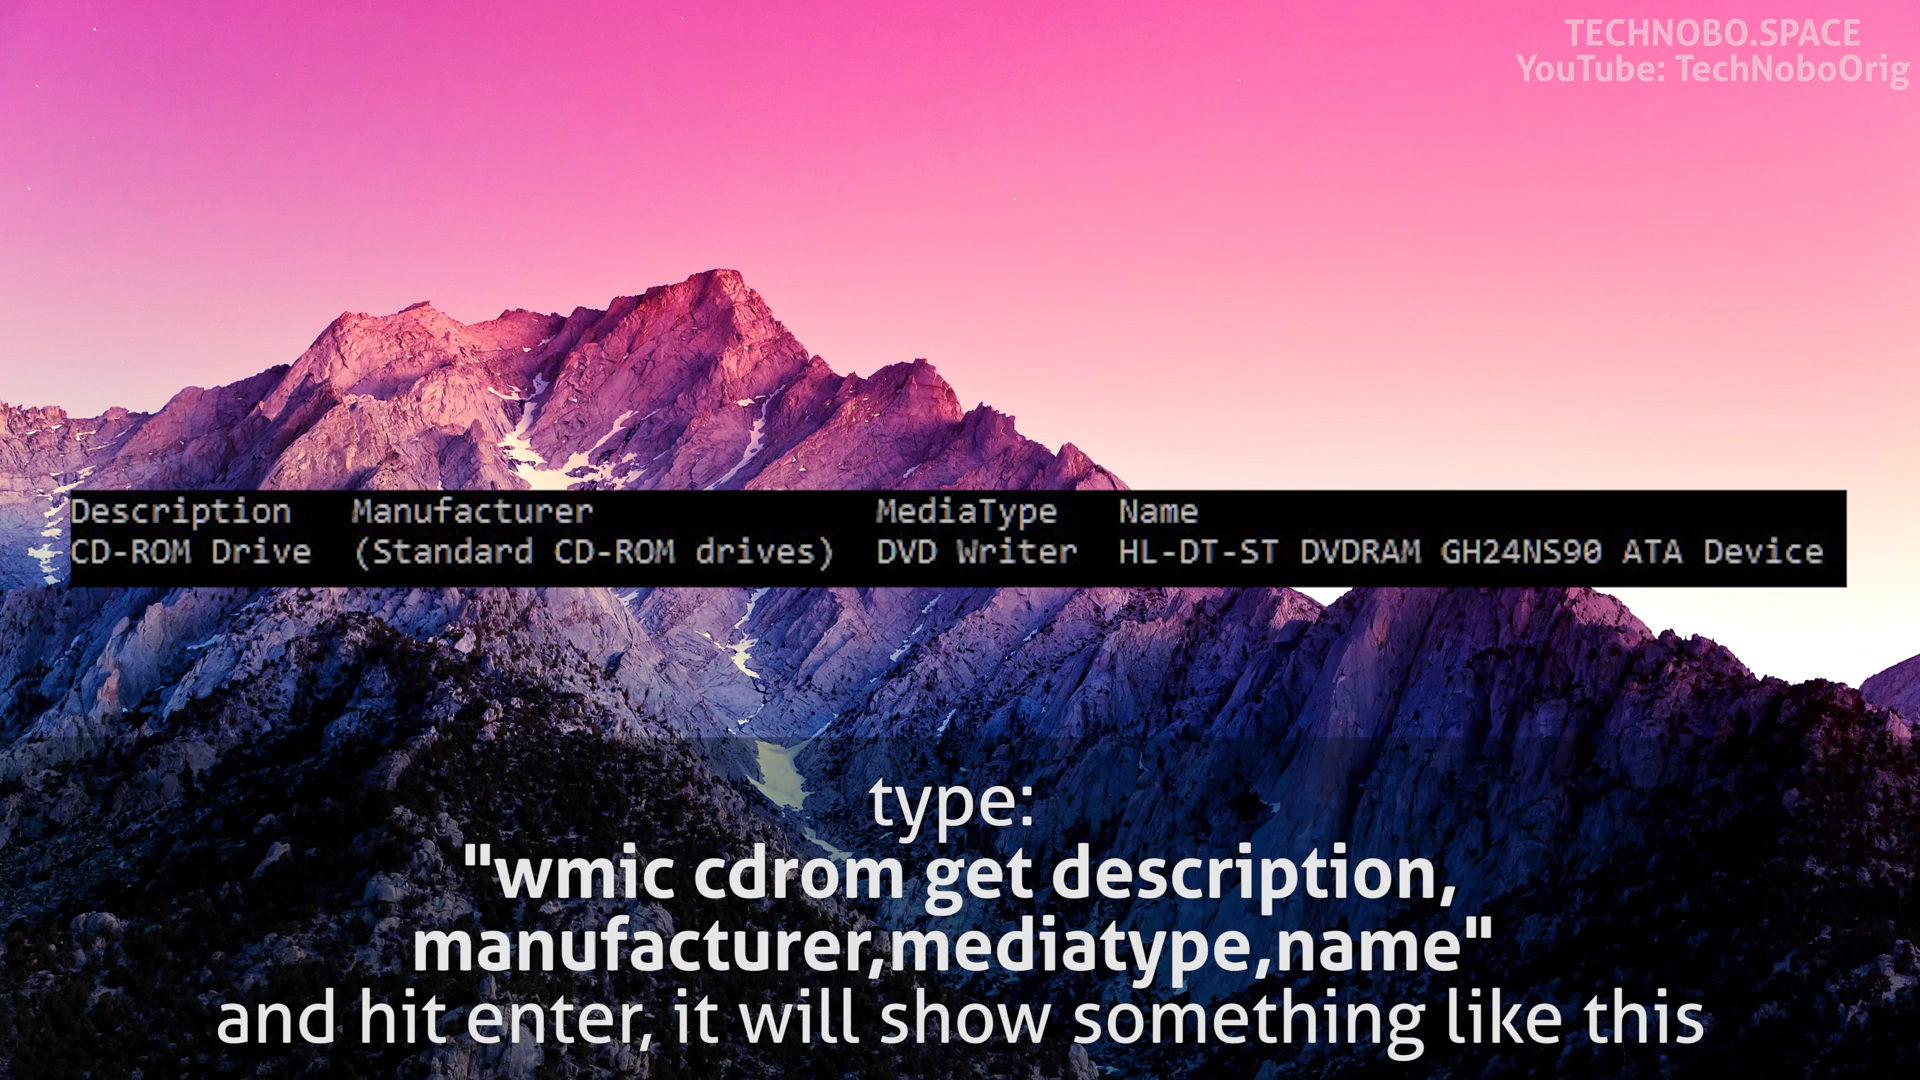 TECHNOBO.SPACE
YouTube: TechNoboOrig
Description Manufacturer MediaType Name
CD-ROM Drive (Standard CD-ROM drives) DVD Writer HL-DT-ST DVDRAM GH24NS90 ATA Device
type:
"wmic cdrom get description,
manufacturer,mediatype,name"
and hit enter, it will show something like this